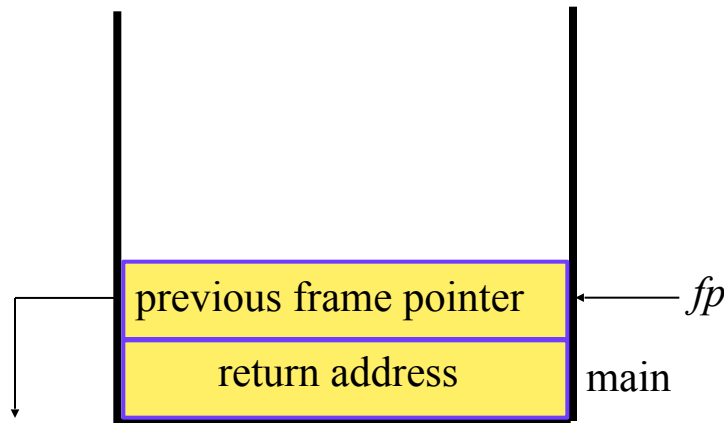 previous frame pointer
fp
return address
main